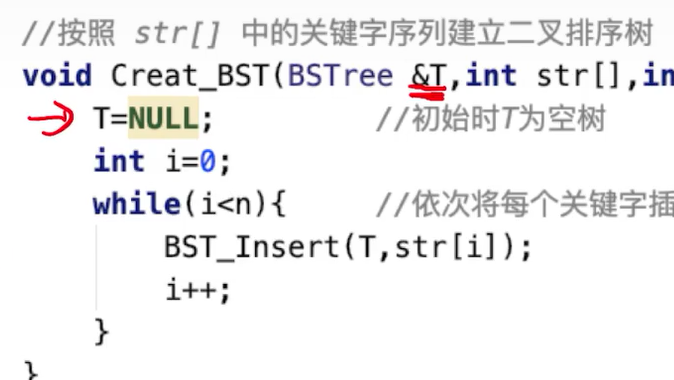 //按照 str[] 中的关键字序列建立二叉排序树
void Creat_BST(BSTree &T,int str[],in
T=NULL; //初始时T为空树
int i=0;
while(i<n){ //依次将每个关键字插
BST_Insert(T,str[i]);
i++;
}
}